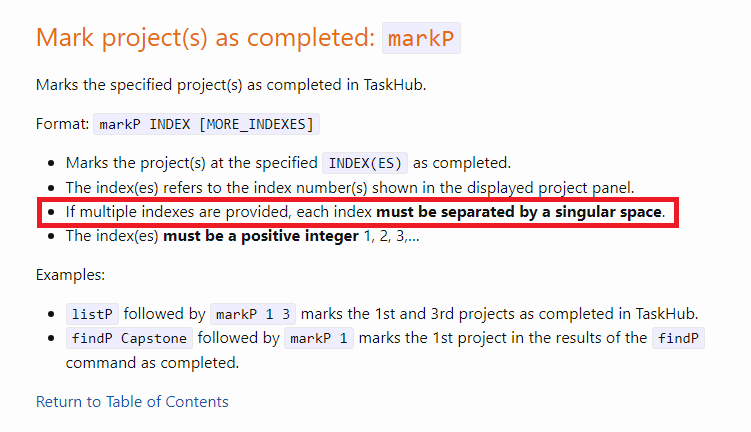 Mark project(s) as completed: markP
Marks the specified project(s) as completed in TaskHub.
Format: markP INDEX [MORE_INDEXES]
• Marks the project(s) at the specified INDEX(ES) as completed.
• The index(es) refers to the index number(s) shown in the displayed project panel.
• If multiple indexes are provided, each index must be separated by a singular space.
• The index(es) must be a positive integer 1, 2, 3,...
Examples:
• listP followed by markP 1 3 marks the 1st and 3rd projects as completed in TaskHub.
• findP Capstone followed by markP 1 marks the 1st project in the results of the findP
command as completed.
Return to Table of Contents